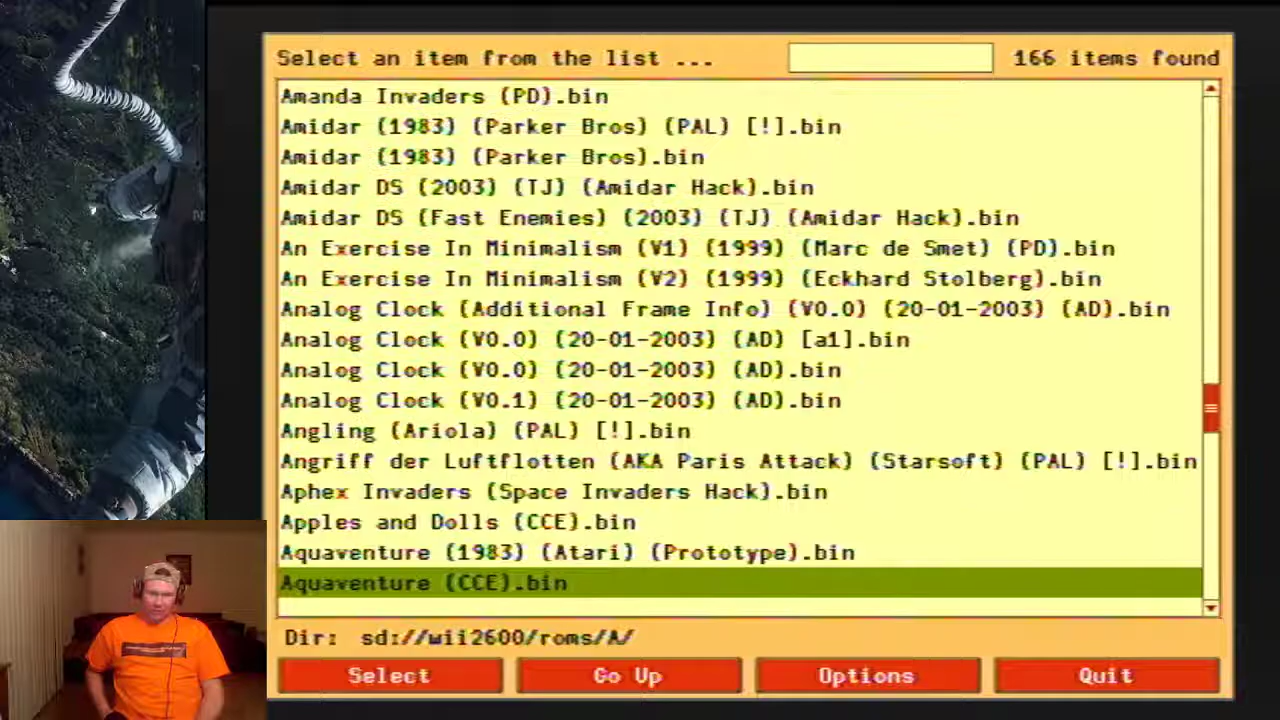 Select an item from the list ... 166 items found
Amanda Invaders (PD).bin
Amidar (1983) (Parker Bros) (PAL) [!].bin
Amidar (1983) (Parker Bros).bin
Amidar DS (2003) (TJ) (Amidar Hack).bin
Amidar DS (Fast Enemies) (2003) (TJ) (Amidar Hack).bin
An Exercise In Minimalism (V1) (1999) (Marc de Smet) (PD).bin
An Exercise In Minimalism (V2) (1999) (Eckhard Stolberg).bin
Analog Clock (Additional Frame Info) (V0.0) (20-01-2003) (AD).bin
Analog Clock (V0.0) (20-01-2003) (AD) [a1].bin
Analog Clock (V0.0) (20-01-2003) (AD).bin
Analog Clock (V0.1) (20-01-2003) (AD).bin
Angling (Ariola) (PAL) [!].bin
Angriff der Luftflotten (AKA Paris Attack) (Starsoft) (PAL) [!].bin
Aphex Invaders (Space Invaders Hack).bin
Apples and Dolls (CCE).bin
Aquaventure (1983) (Atari) (Prototype).bin
Aquaventure (CCE).bin
Dir: sd://wii2600/roms/A/
Select Go Up Options Quit